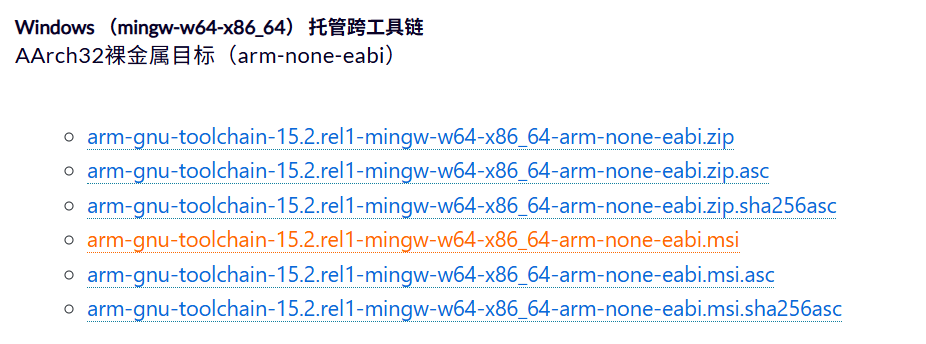 Windows （mingw-w64-x86_64） 托管跨工具链
AArch32裸金属目标（arm-none-eabi）
arm-gnu-toolchain-15.2.rel1-mingw-w64-x86_64-arm-none-eabi.zip
arm-gnu-toolchain-15.2.rel1-mingw-w64-x86_64-arm-none-eabi.zip.asc
arm-gnu-toolchain-15.2.rel1-mingw-w64-x86_64-arm-none-eabi.zip.sha256asc
arm-gnu-toolchain-15.2.rel1-mingw-w64-x86_64-arm-none-eabi.msi
arm-gnu-toolchain-15.2.rel1-mingw-w64-x86_64-arm-none-eabi.msi.asc
arm-gnu-toolchain-15.2.rel1-mingw-w64-x86_64-arm-none-eabi.msi.sha256asc